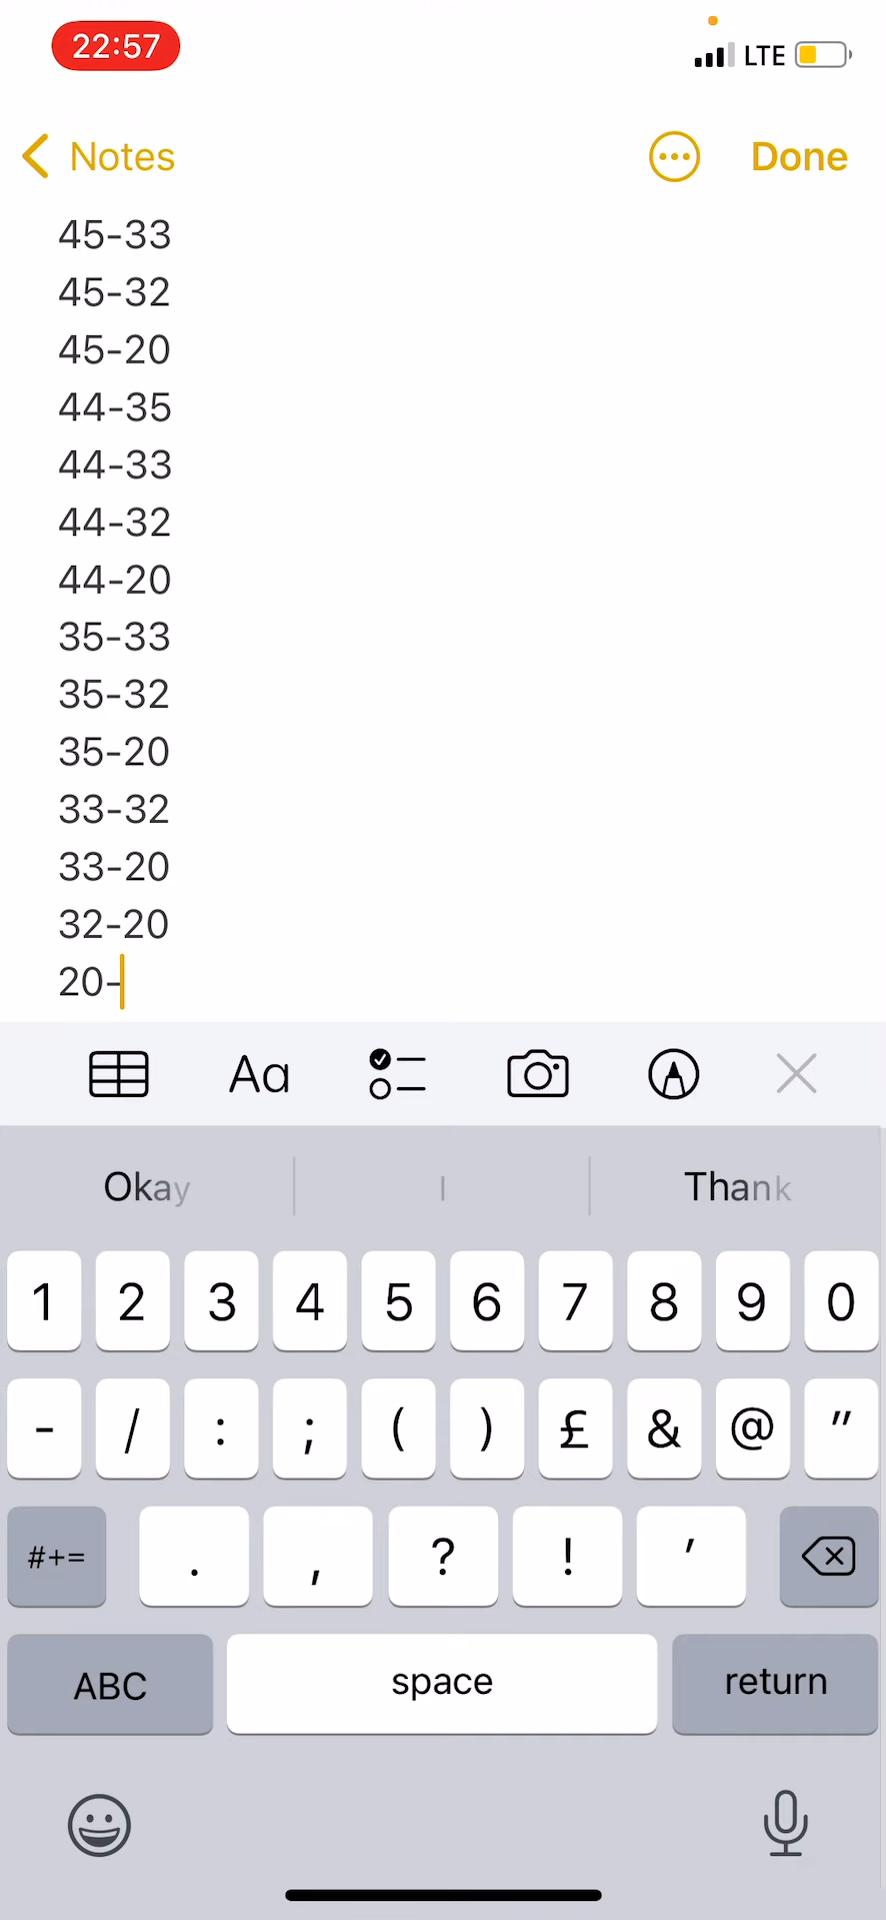 22:57
LTE
Notes
Done
45-33
45-32
45-20
44-35
44-33
44-32
44-20
35-33
35-32
35-20
33-32
33-20
32-20
20-
Aa
Okay I Thank
1 2 3 4 5 6 7 8 9 0
- / : ; ( ) £ & @ "
#+= . , ? ! '
ABC space return